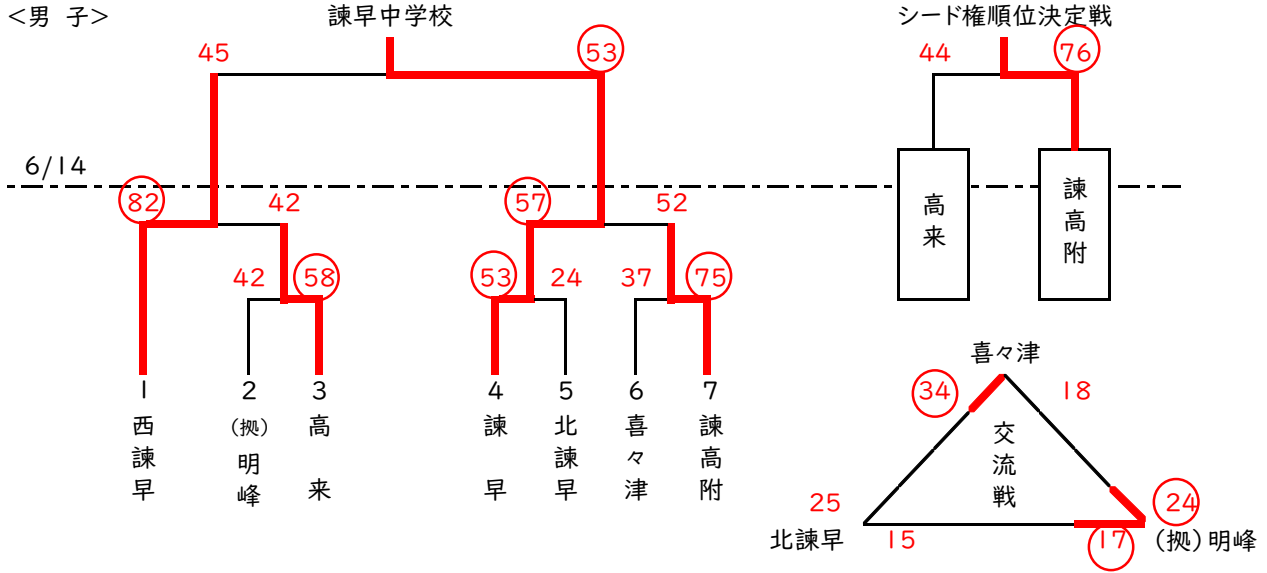 <男 子>
諫早中学校
シード権順位決定戦
45
53
44
76
6/14
82
42
57
52
高来
諫高附
42
58
53
24
37
75
1
2
3
4
5
6
7
西諫早
(拠)明峰
高 来
諫 早
北諫早
喜々津
諫高附
喜々津
34
18
交流戦
25
24
北諫早
15
17
(拠)明峰